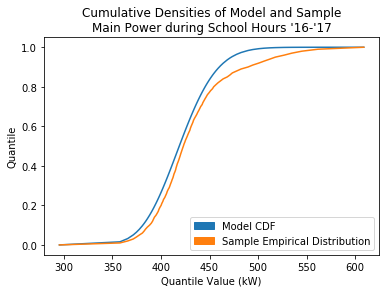 Cumulative Densities of Model and Sample
Main Power during School Hours '16-'17
1.0
0.8
0.6
0.4
0.2
0.0
Quantile
Model CDF
Sample Empirical Distribution
300 350 400 450 500 550 600
Quantile Value (kW)